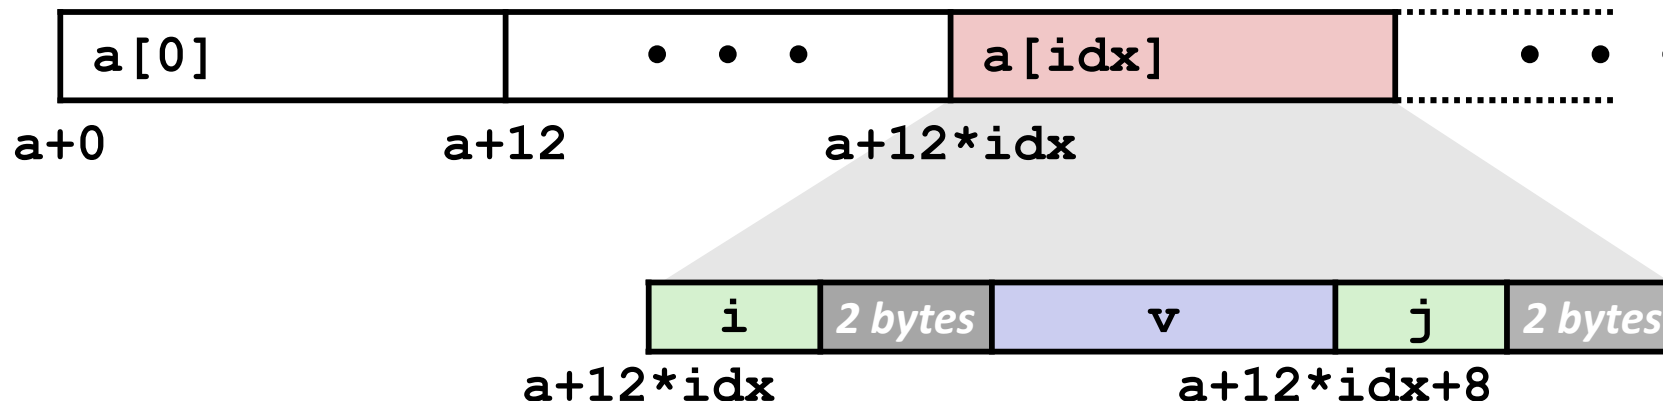 a[0] • • • a[idx] • • •
a+0 a+12 a+12*idx
i 2 bytes v j 2 bytes
a+12*idx a+12*idx+8